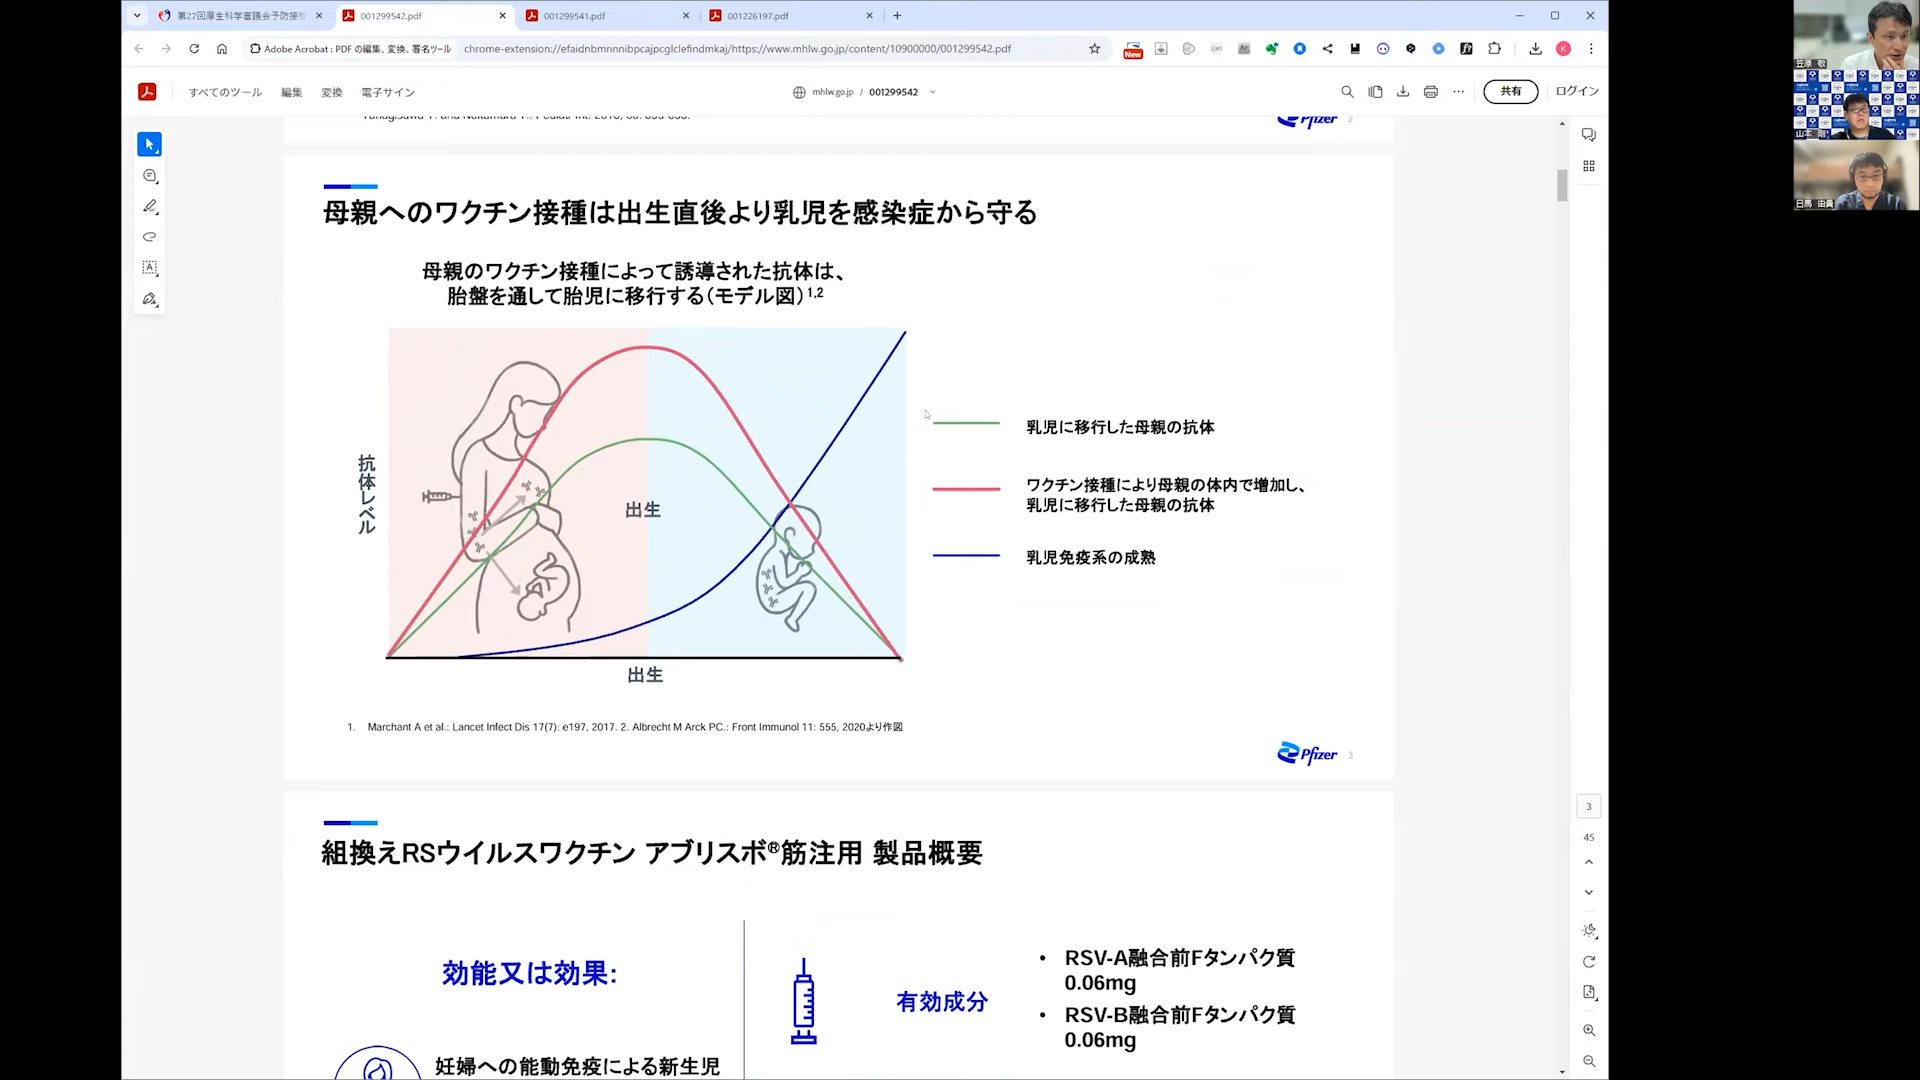 第27回厚生科学審議会予防接種
001299542.pdf
001299541.pdf
001226197.pdf
Adobe Acrobat : PDF の編集、変換、署名ツール
chrome-extension://efaidnbmnnnibpcajpcglclefindmkaj/https://www.mhlw.go.jp/content/10900000/001299542.pdf
New
K
すべてのツール
編集
変換
電子サイン
mhlw.go.jp / 001299542
共有
ログイン
Pfizer 2
母親へのワクチン接種は出生直後より乳児を感染症から守る
母親のワクチン接種によって誘導された抗体は、
胎盤を通して胎児に移行する(モデル図)1,2
抗体レベル
出生
出生
乳児に移行した母親の抗体
ワクチン接種により母親の体内で増加し、
乳児に移行した母親の抗体
乳児免疫系の成熟
1. Marchant A et al.: Lancet Infect Dis 17(7): e197, 2017. 2. Albrecht M Arck PC.: Front Immunol 11: 555, 2020より作図
Pfizer 3
組換えRSウイルスワクチン アブリスボ®筋注用 製品概要
効能又は効果:
妊婦への能動免疫による新生児
有効成分
• RSV-A融合前Fタンパク質
0.06mg
• RSV-B融合前Fタンパク質
0.06mg
3
45
笠原 敬
山本 剛
日馬 由貴